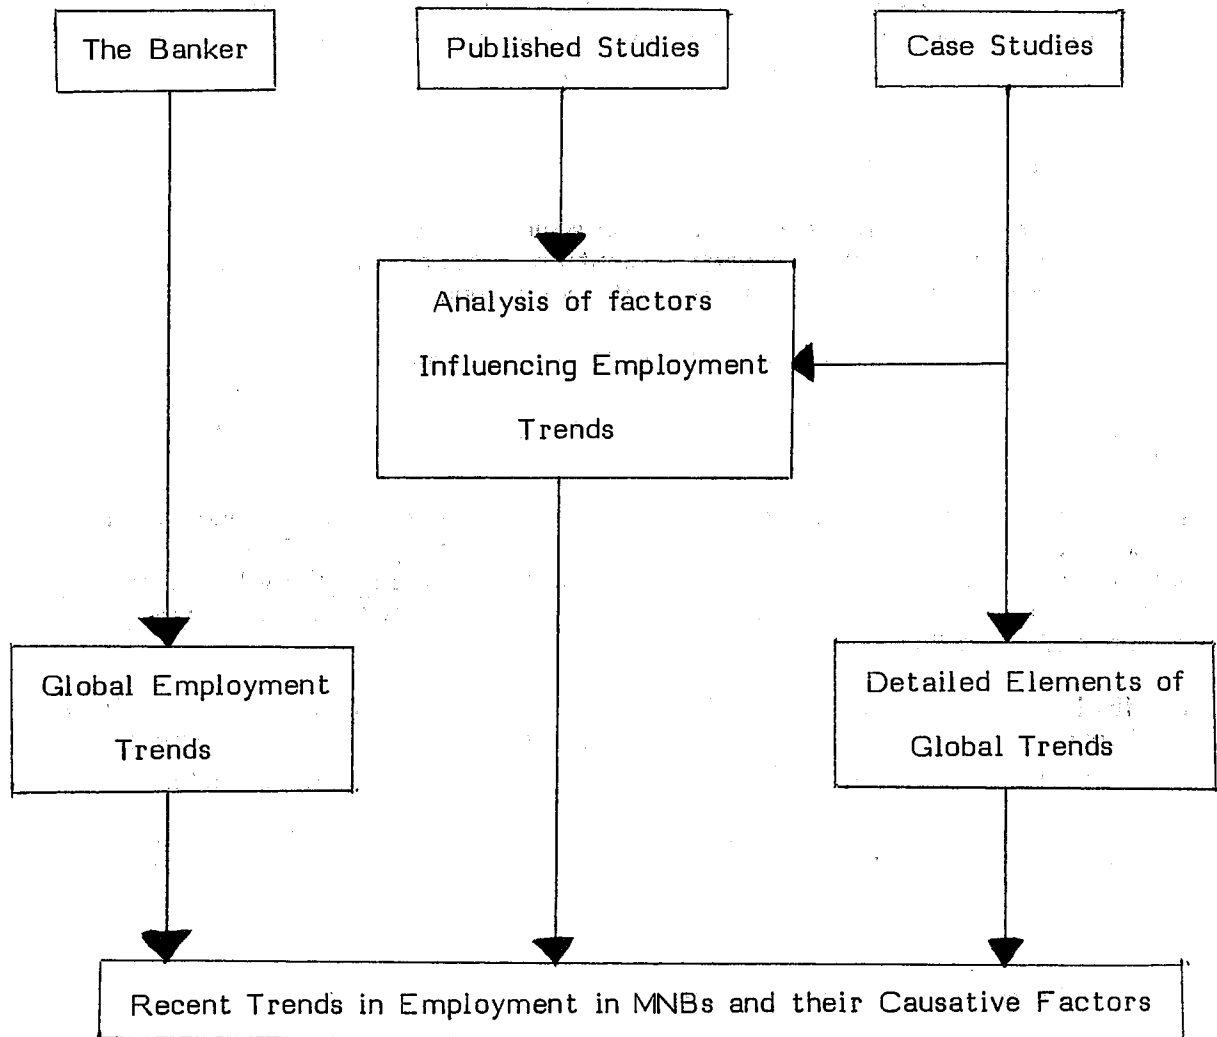 The Banker
Published Studies
Case Studies
Analysis of factors
Influencing Employment
Trends
Global Employment
Trends
Detailed Elements of
Global Trends
Recent Trends in Employment in MNBs and their Causative Factors